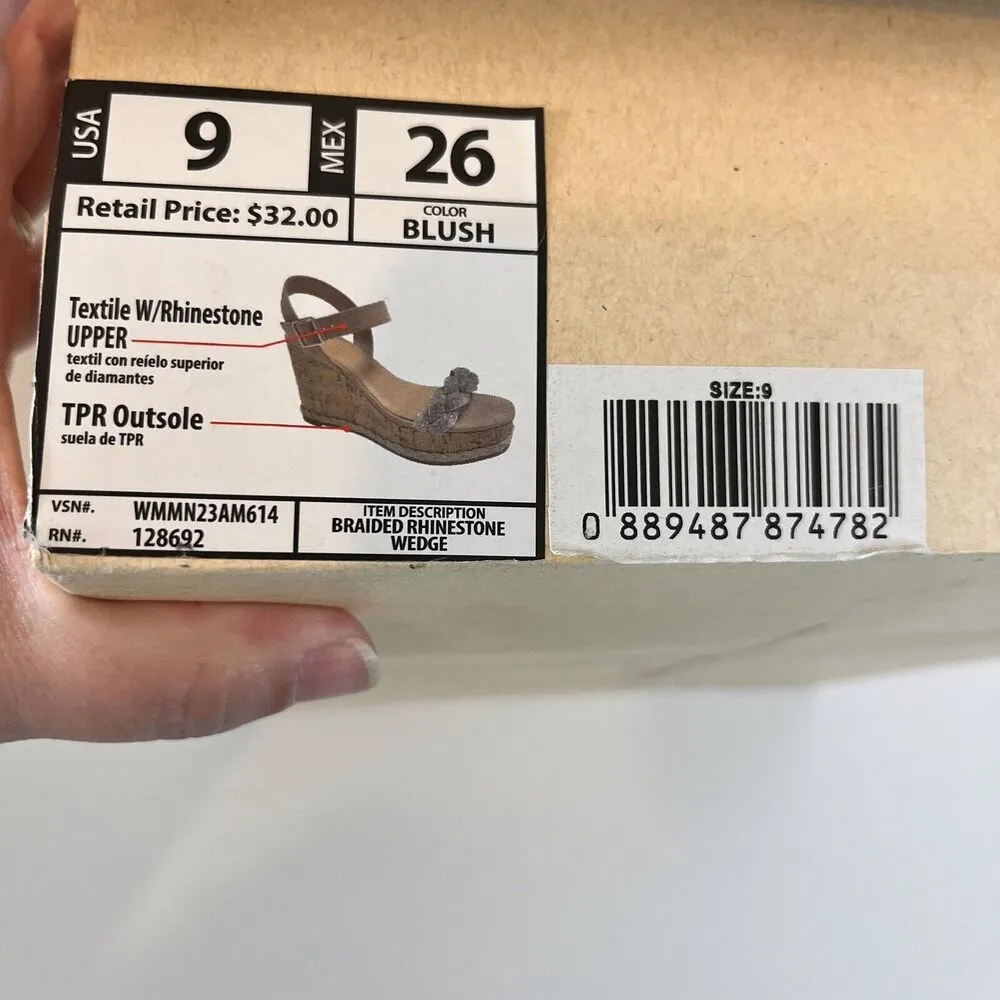 USA
9
MEX
26
Retail Price: $32.00
COLOR
BLUSH
Textile W/Rhinestone
UPPER
textil con reíelo superior
de diamantes
TPR Outsole
suela de TPR
VSN#. WMMN23AM614
RN#. 128692
ITEM DESCRIPTION
BRAIDED RHINESTONE
WEDGE
SIZE:9
0 889487 874782